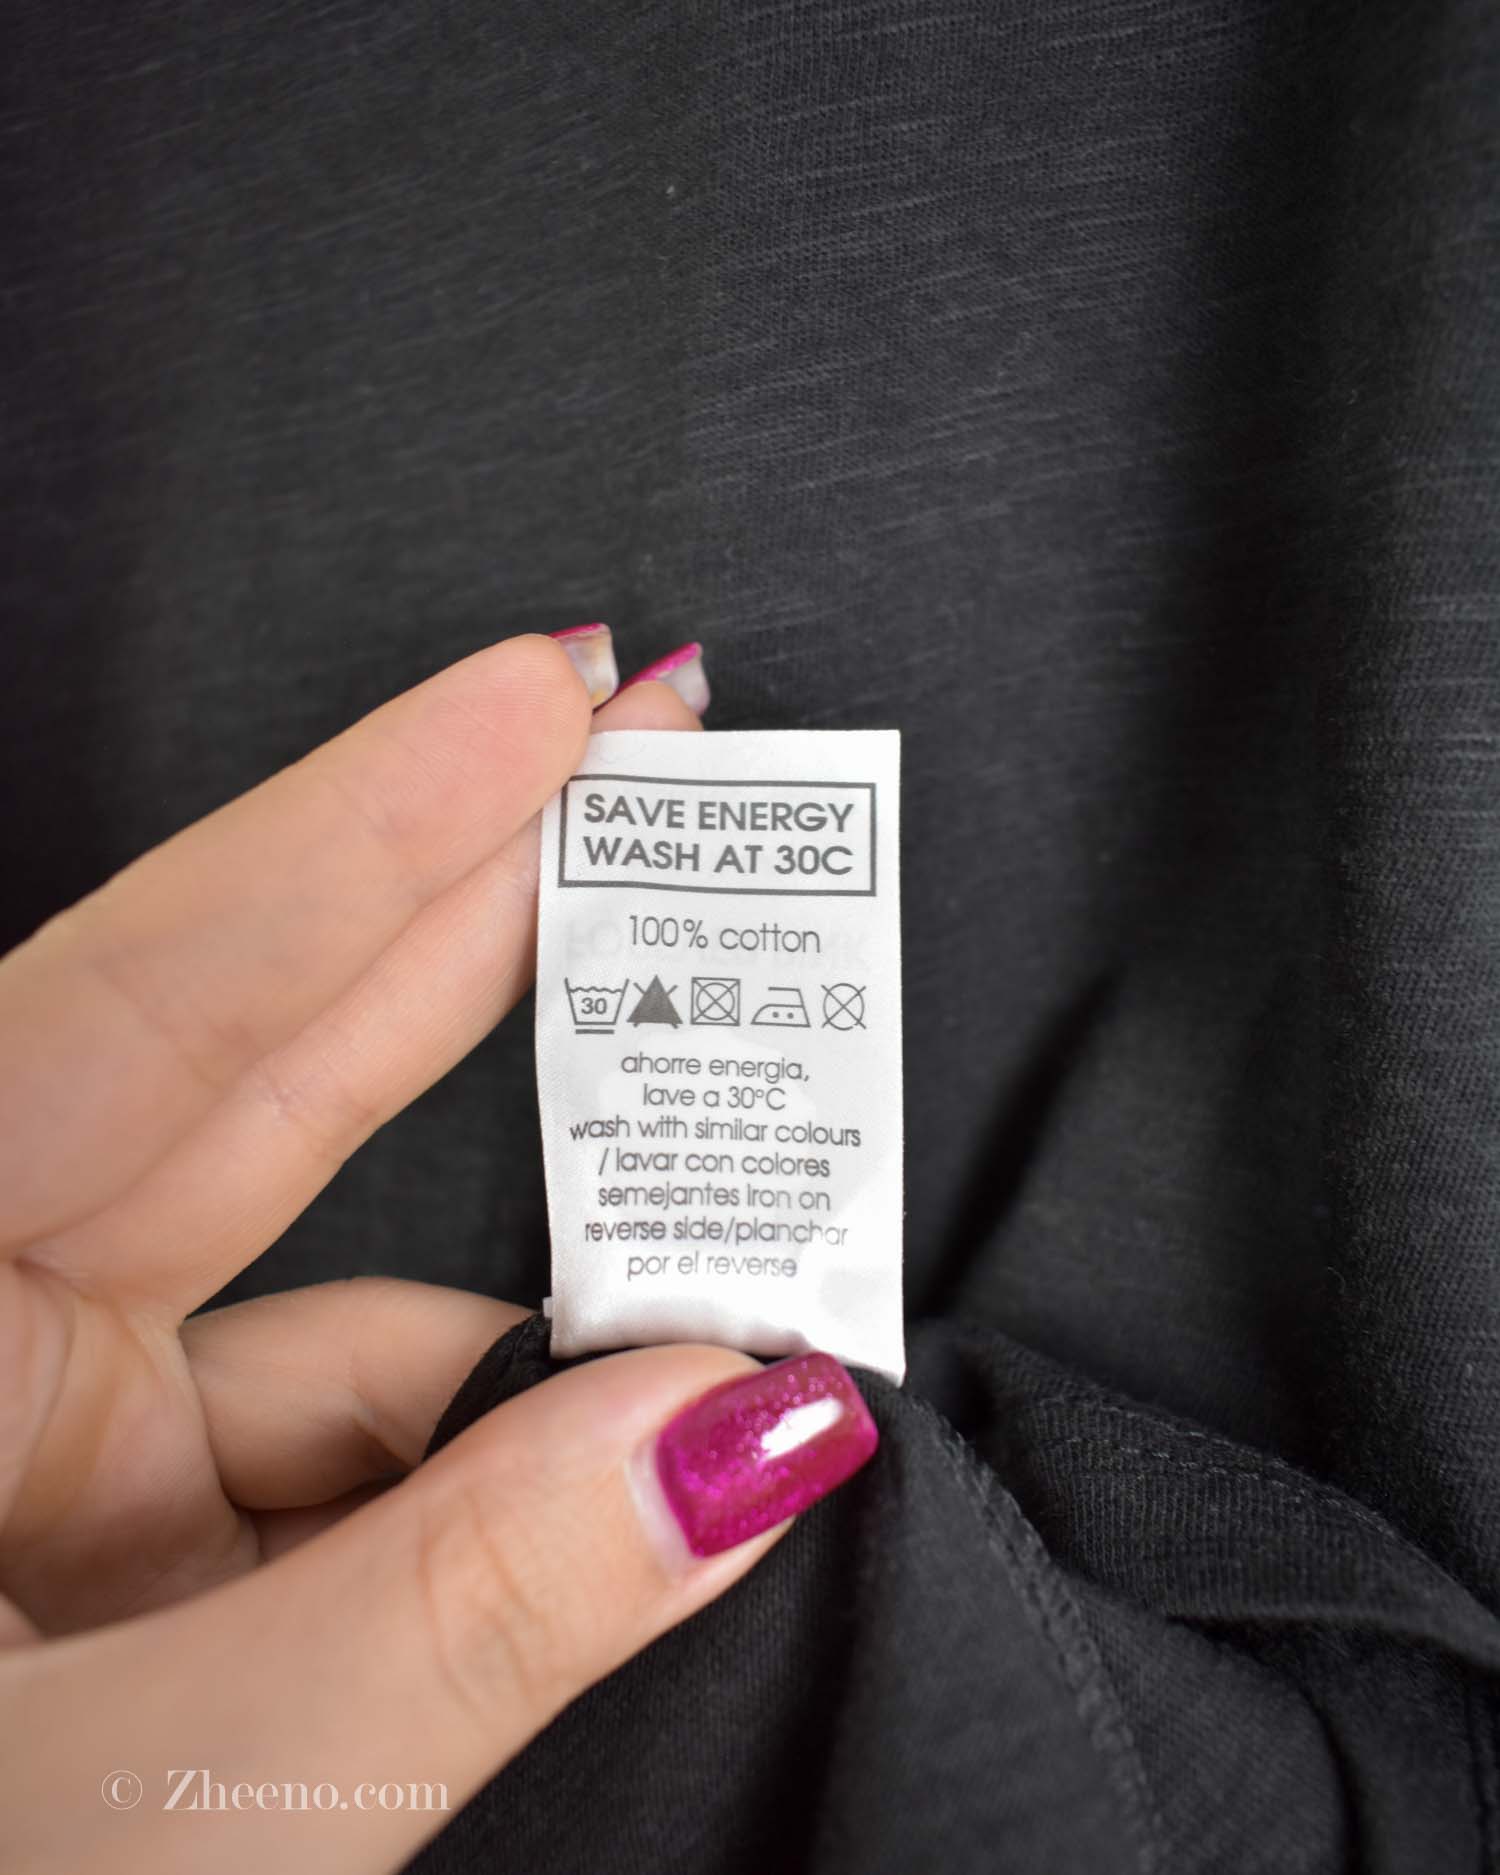 SAVE ENERGY
WASH AT 30C
100% cotton
30
ahorre energia,
lave a 30°C
wash with similar colours
/ lavar con colores
semejantes iron on
reverse side/planchar
por el reverse
© Zheeno.com